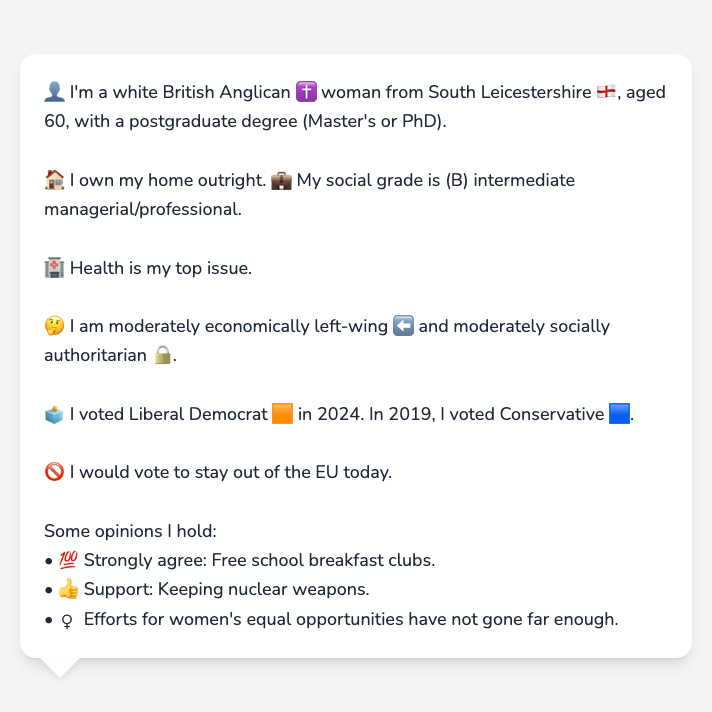 👤 I'm a white British Anglican ✝️ woman from South Leicestershire 🏴󠁧󠁢󠁥󠁮󠁧󠁿, aged
60, with a postgraduate degree (Master's or PhD).
🏠 I own my home outright. 💼 My social grade is (B) intermediate
managerial/professional.
🏥 Health is my top issue.
🤔 I am moderately economically left-wing ⬅️ and moderately socially
authoritarian 🔒.
🗳️ I voted Liberal Democrat 🟧 in 2024. In 2019, I voted Conservative 🟦.
🚫 I would vote to stay out of the EU today.
Some opinions I hold:
• 💯 Strongly agree: Free school breakfast clubs.
• 👍 Support: Keeping nuclear weapons.
• ♀ Efforts for women's equal opportunities have not gone far enough.